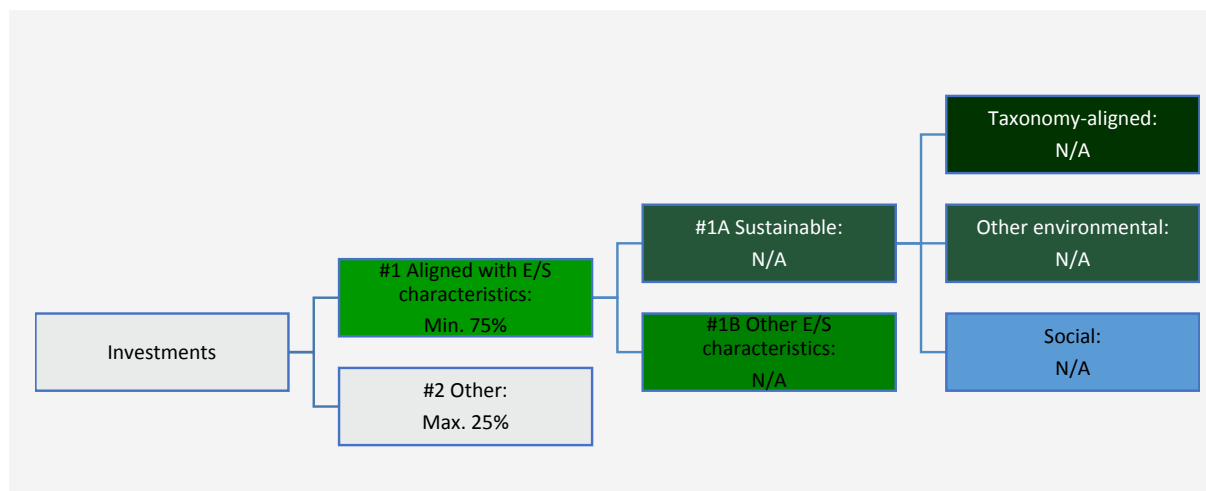 Investments
#1 Aligned with E/S
characteristics:
Min. 75%
#2 Other:
Max. 25%
#1A Sustainable:
N/A
#1B Other E/S
characteristics:
N/A
Taxonomy-aligned:
N/A
Other environmental:
N/A
Social:
N/A